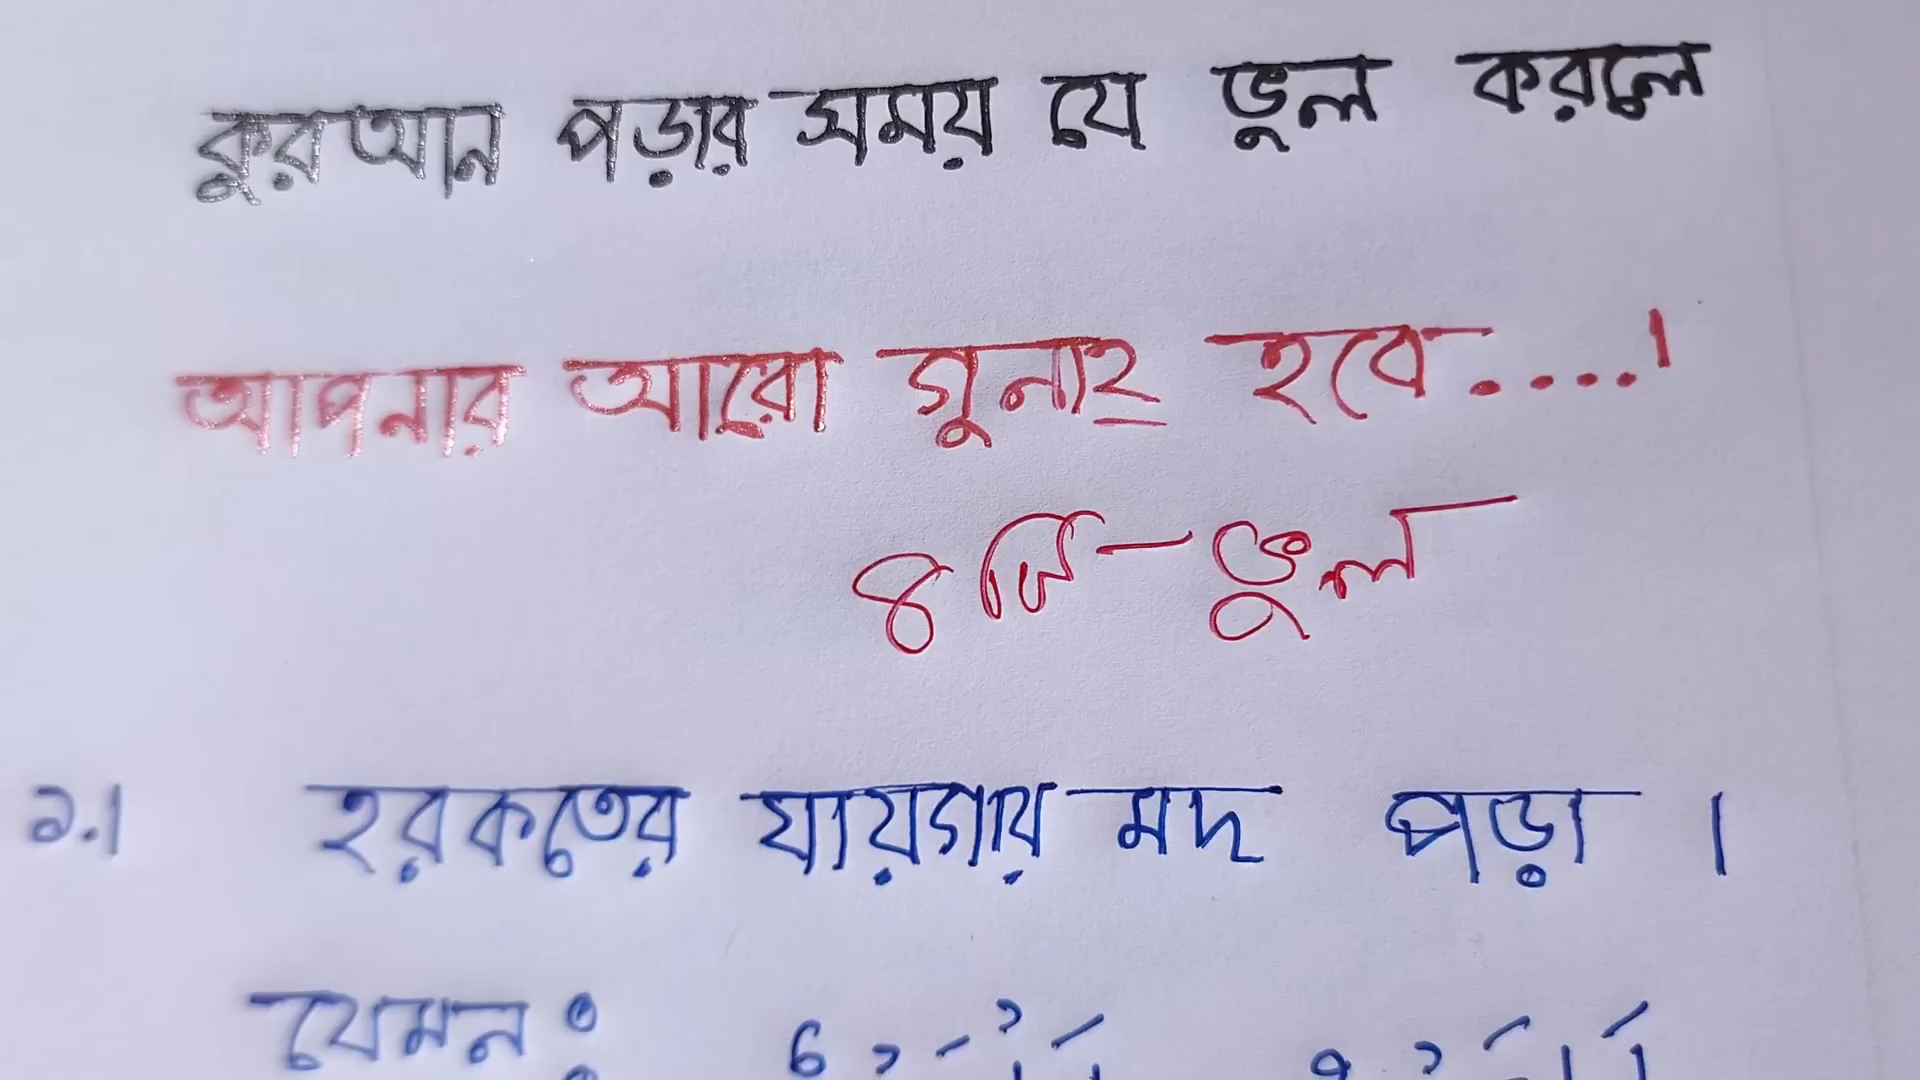 কুরআন পড়ার সময় যে ভুল করলে
আপনার আরো গুনাহ হবে....।
৪টি-ভুল
১.। হরকতের যায়গায় মদ পড়া ।
যেমন ঃ